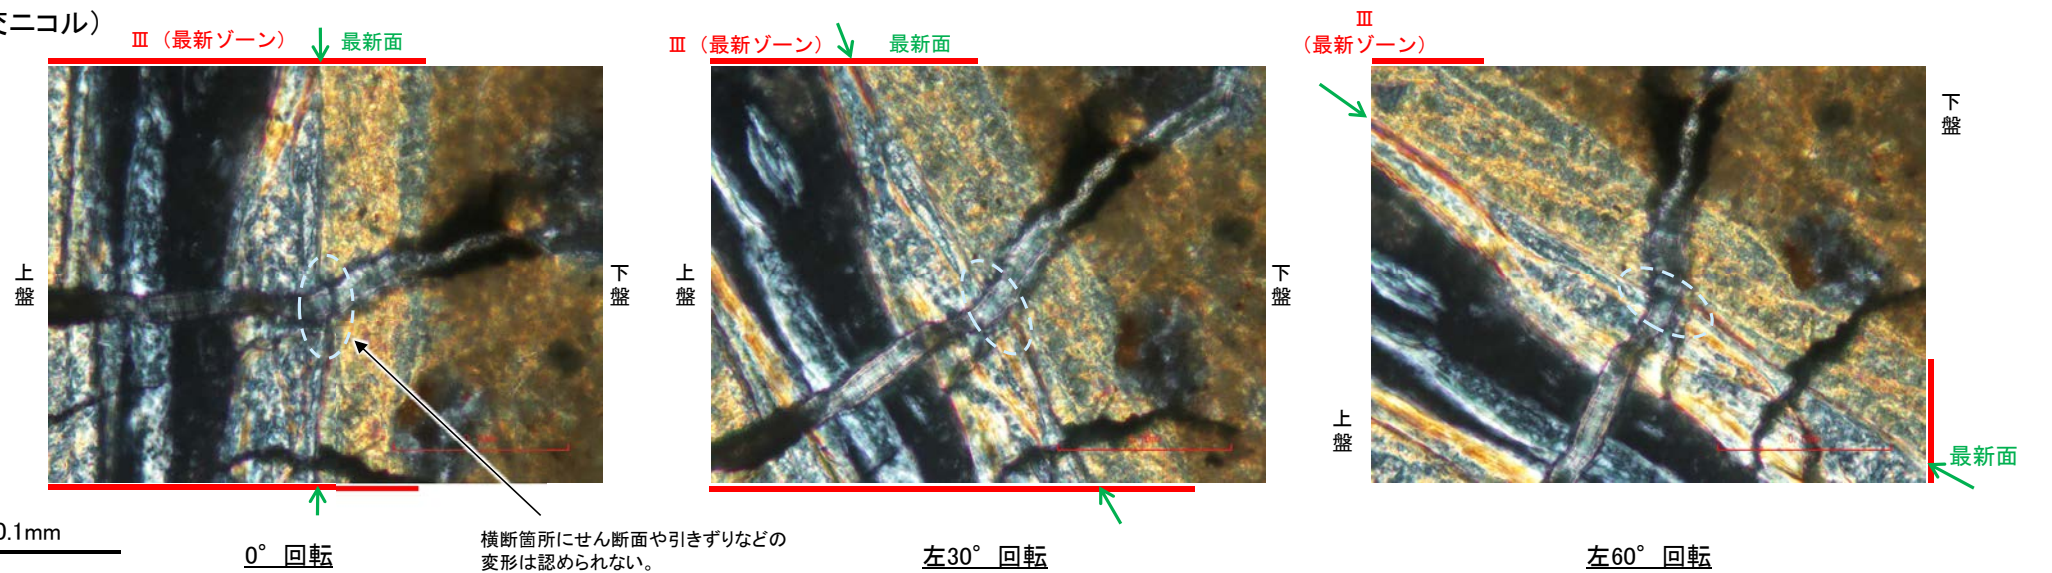 ニコル）
Ⅲ（最新ゾーン）
最新面
上盤
下盤
0.1mm
0° 回転
横断箇所にせん断面や引きずりなどの
変形は認められない。
Ⅲ（最新ゾーン）
最新面
上盤
下盤
左30° 回転
Ⅲ
（最新ゾーン）
下盤
上盤
最新面
左60° 回転